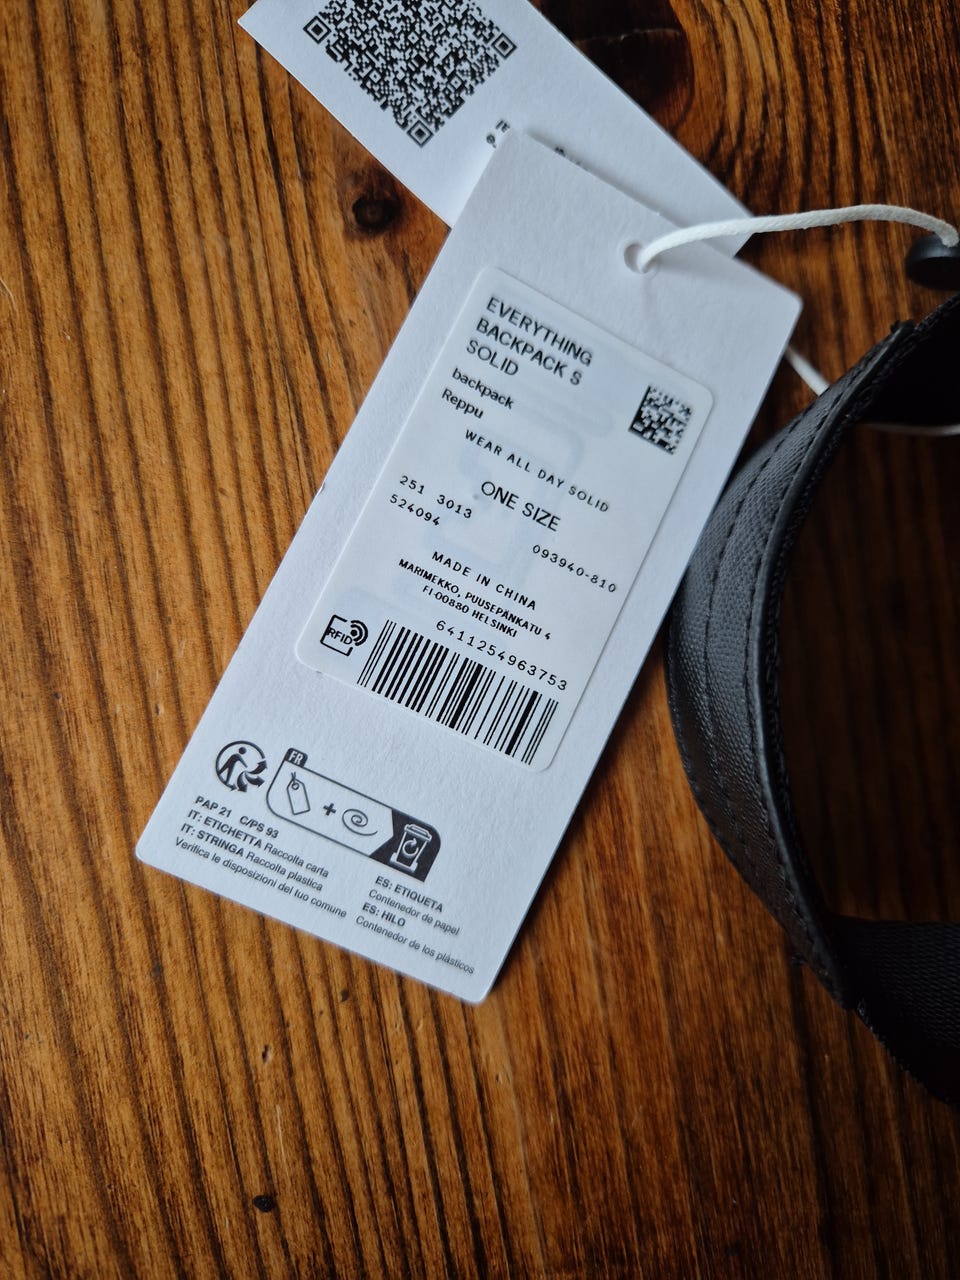 EVERYTHING
BACKPACK S
SOLID
backpack
Reppu
WEAR ALL DAY SOLID
ONE SIZE
251 3013
524094
093940-810
MADE IN CHINA
MARIMEKKO, PUUSEPÄNKATU 4
FI-00880 HELSINKI
RFID
6411254963753
FR
PAP 21 C/PS 93
IT: ETICHETTA Raccolta carta
IT: STRINGA Raccolta plastica
Verifica le disposizioni del tuo comune
ES: ETIQUETA
Contenedor de papel
ES: HILO
Contenedor de los plásticos